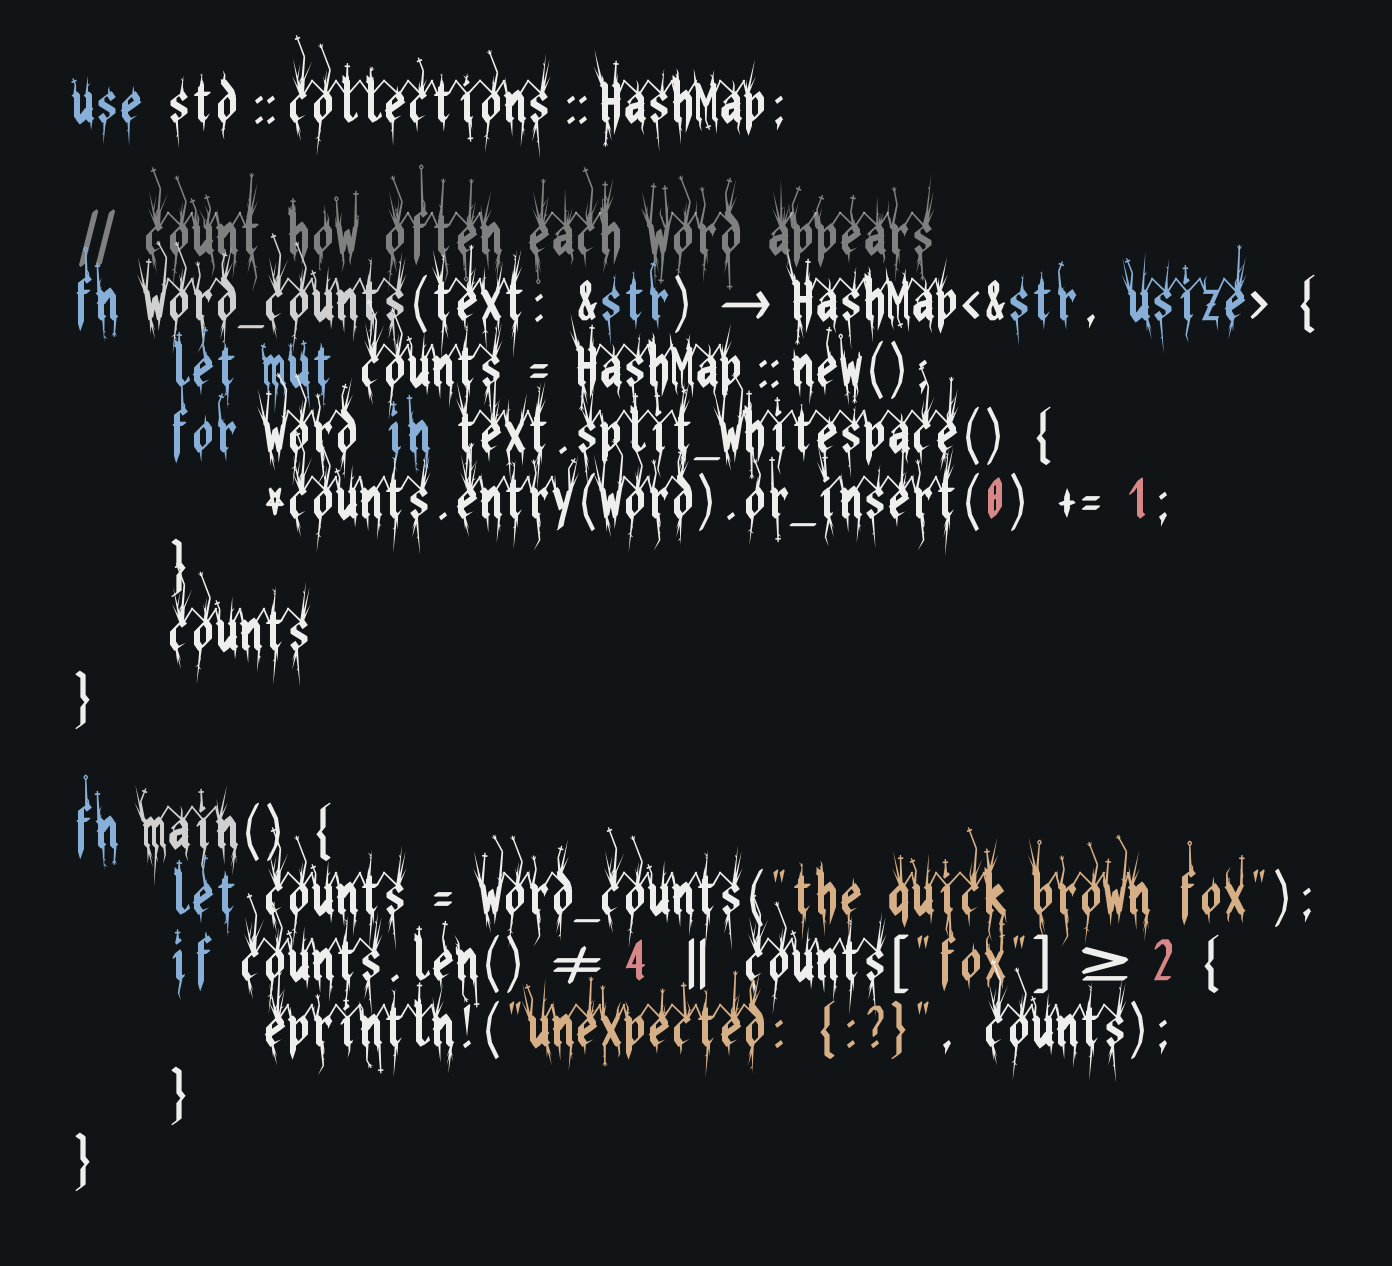 use std::collections::HashMap;

// count how often each word appears
fn word_counts(text: &str) -> HashMap<&str, usize> {
    let mut counts = HashMap::new();
    for word in text.split_whitespace() {
        *counts.entry(word).or_insert(0) += 1;
    }
    counts
}

fn main() {
    let counts = word_counts("the quick brown fox");
    if counts.len() != 4 || counts["fox"] >= 2 {
        eprintln!("unexpected: {:?}", counts);
    }
}